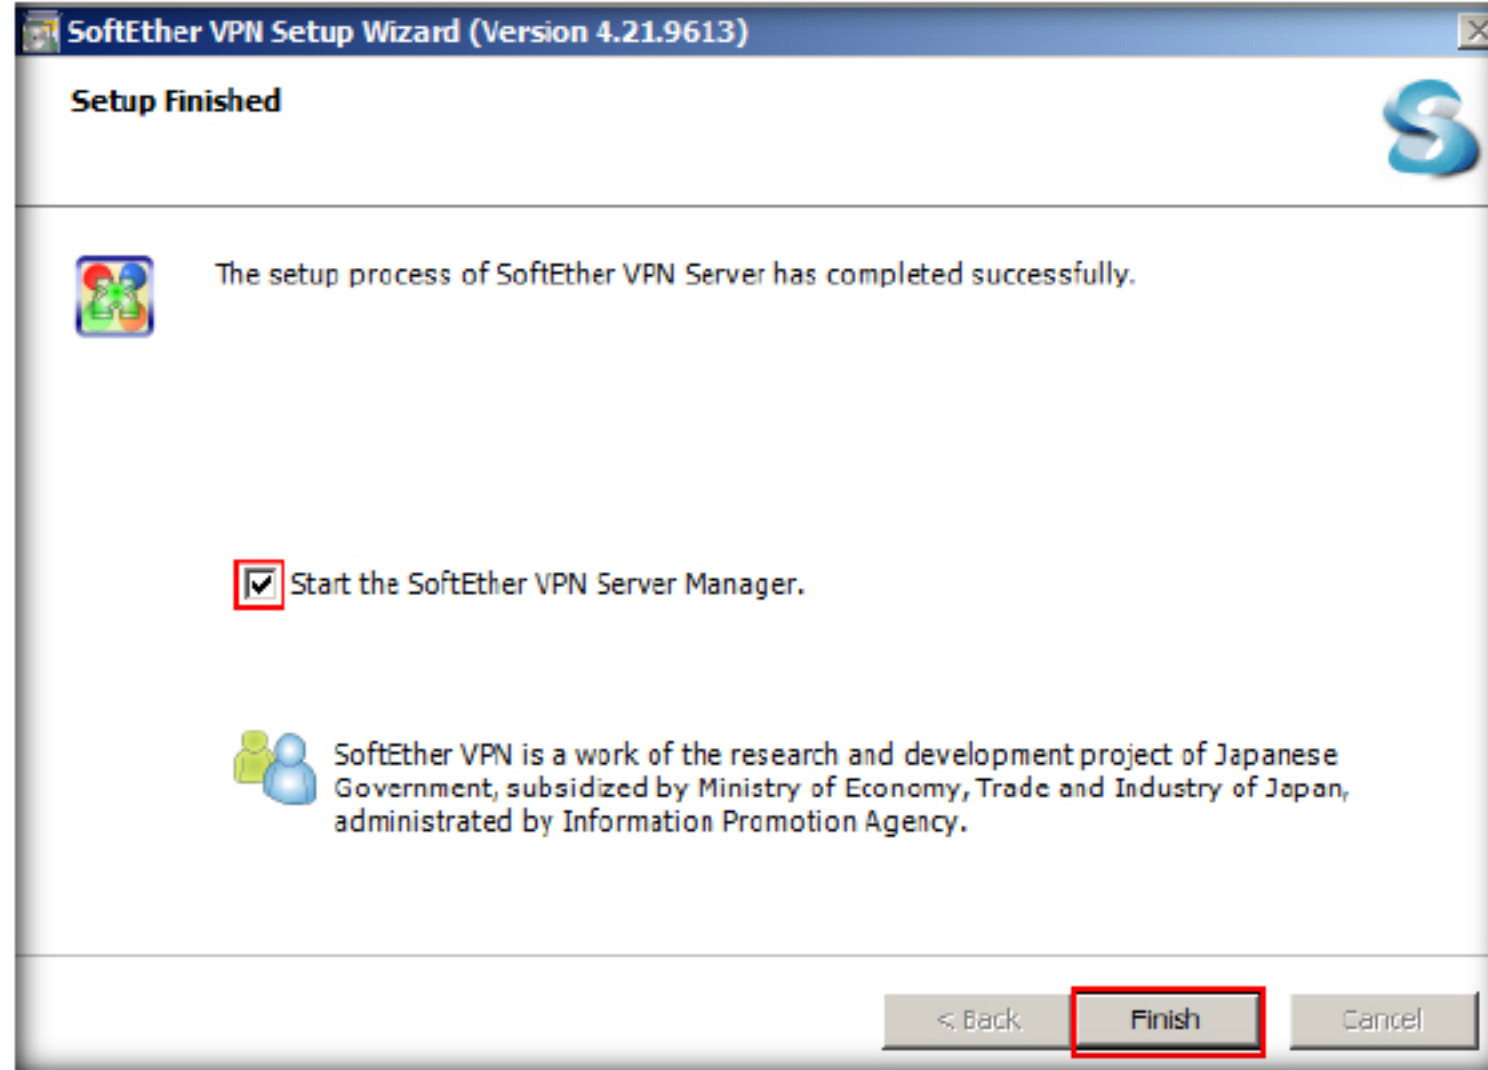 SoftEther VPN Setup Wizard (Version 4.21.9613)
Setup Finished
The setup process of SoftEther VPN Server has completed successfully.
Start the SoftEther VPN Server Manager.
SoftEther VPN is a work of the research and development project of Japanese
Government, subsidized by Ministry of Economy, Trade and Industry of Japan,
administrated by Information Promotion Agency.
< Back Finish Cancel